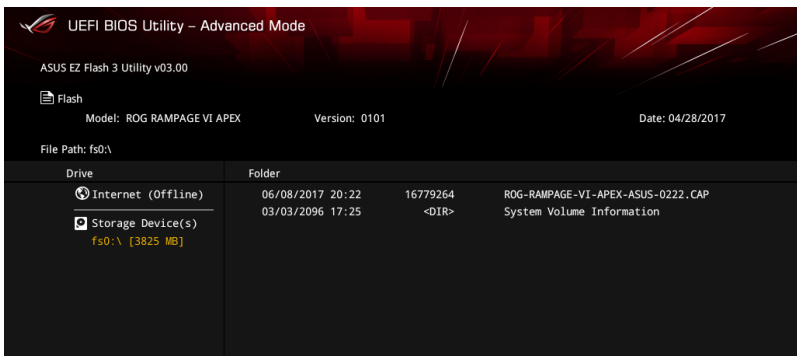 UEFI BIOS Utility – Advanced Mode
ASUS EZ Flash 3 Utility v03.00
Flash
Model: ROG RAMPAGE VI APEX Version: 0101 Date: 04/28/2017
File Path: fs0:\
Drive Folder
Internet (Offline) 06/08/2017 20:22 16779264 ROG-RAMPAGE-VI-APEX-ASUS-0222.CAP
03/03/2096 17:25 <DIR> System Volume Information
Storage Device(s)
fs0:\ [3825 MB]